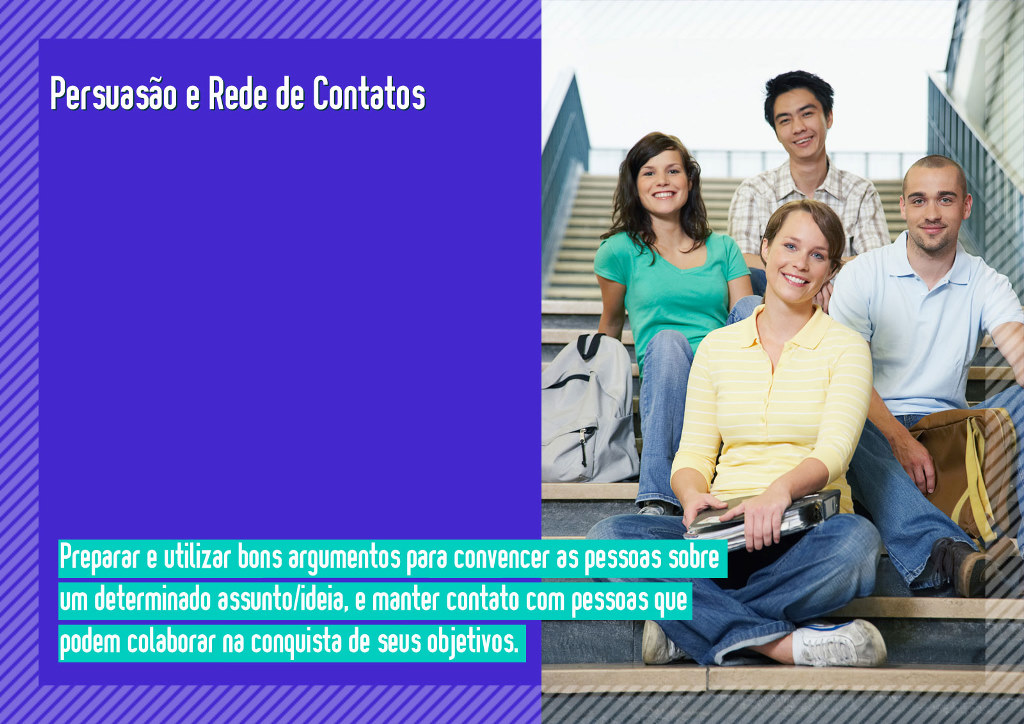 Persuasão e Rede de Contatos
Preparar e utilizar bons argumentos para convencer as pessoas sobre
um determinado assunto/ideia, e manter contato com pessoas que
podem colaborar na conquista de seus objetivos.